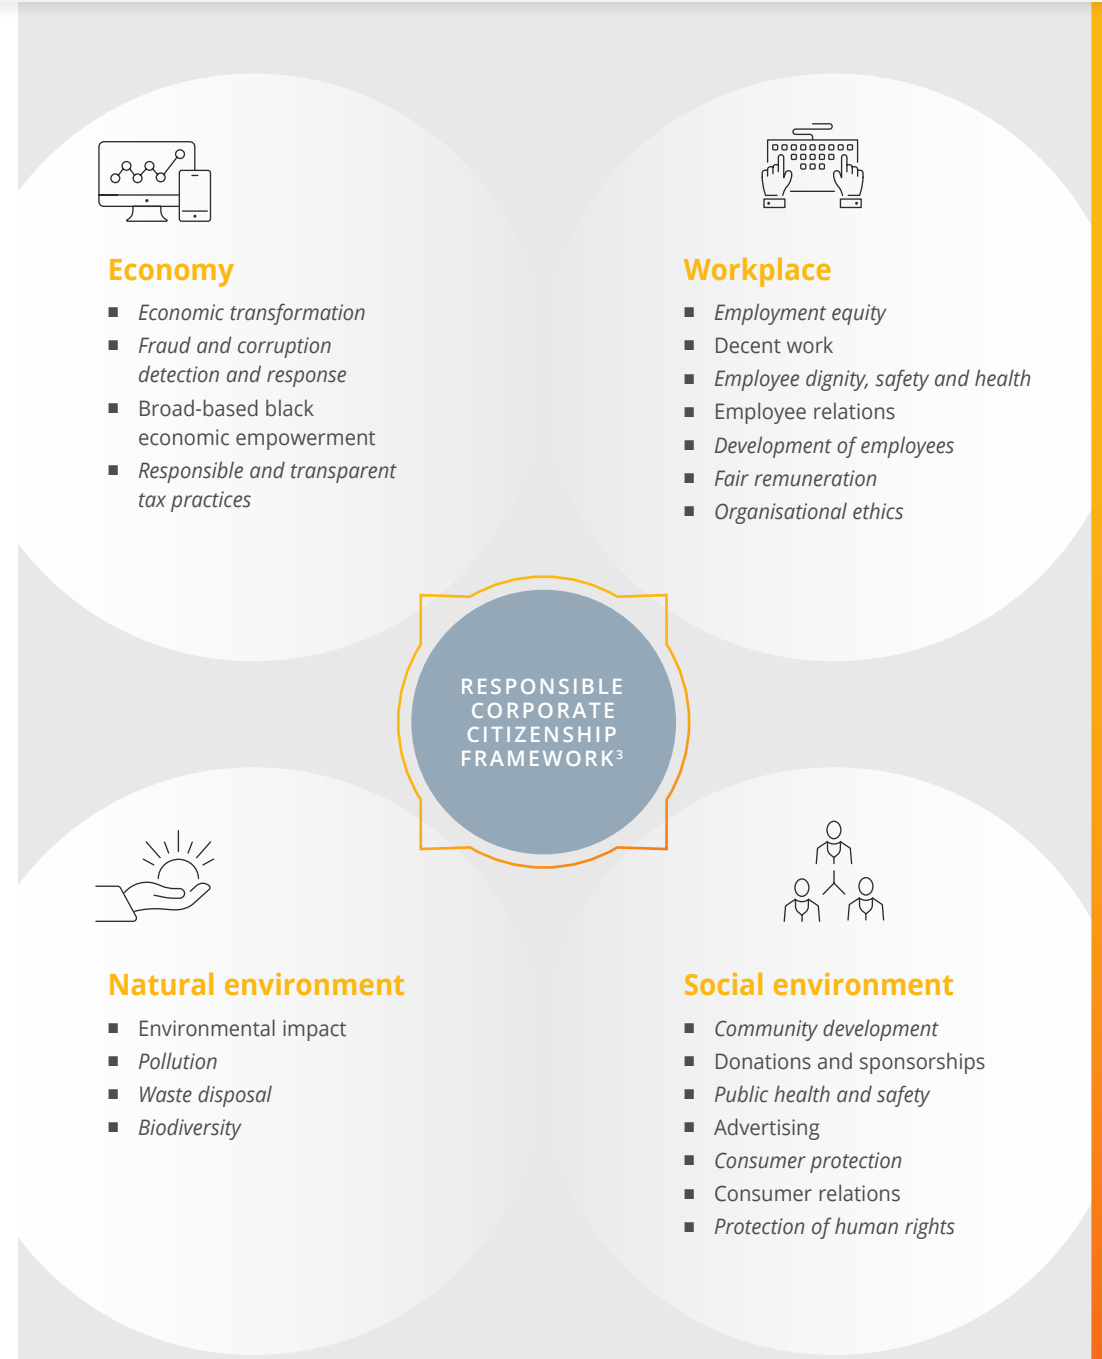 Economy
■ Economic transformation
■ Fraud and corruption
detection and response
■ Broad-based black
economic empowerment
■ Responsible and transparent
tax practices
Workplace
■ Employment equity
■ Decent work
■ Employee dignity, safety and health
■ Employee relations
■ Development of employees
■ Fair remuneration
■ Organisational ethics
RESPONSIBLE
CORPORATE
CITIZENSHIP
FRAMEWORK³
Natural environment
■ Environmental impact
■ Pollution
■ Waste disposal
■ Biodiversity
Social environment
■ Community development
■ Donations and sponsorships
■ Public health and safety
■ Advertising
■ Consumer protection
■ Consumer relations
■ Protection of human rights